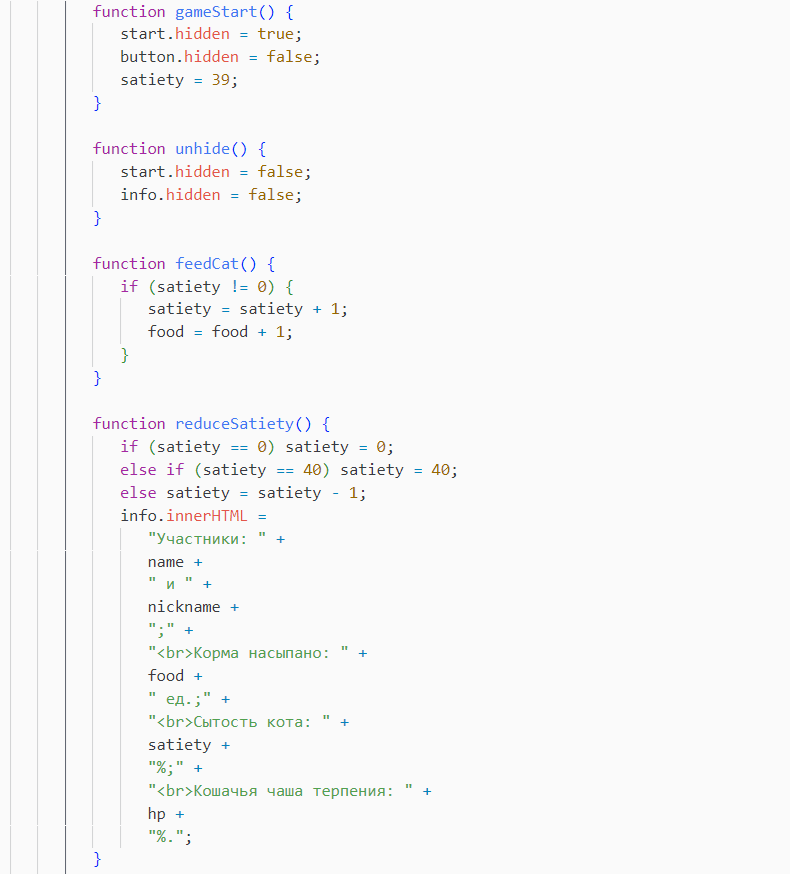 function gameStart() {
start.hidden = true;
button.hidden = false;
satiety = 39;
}
function unhide() {
start.hidden = false;
info.hidden = false;
}
function feedCat() {
if (satiety != 0) {
satiety = satiety + 1;
food = food + 1;
}
}
function reduceSatiety() {
if (satiety == 0) satiety = 0;
else if (satiety == 40) satiety = 40;
else satiety = satiety - 1;
info.innerHTML =
"Участники: " +
name +
" и " +
nickname +
";" +
"<br>Корма насыпано: " +
food +
" ед.;" +
"<br>Сытость кота: " +
satiety +
"%;" +
"<br>Кошачья чаша терпения: " +
hp +
"%.";
}